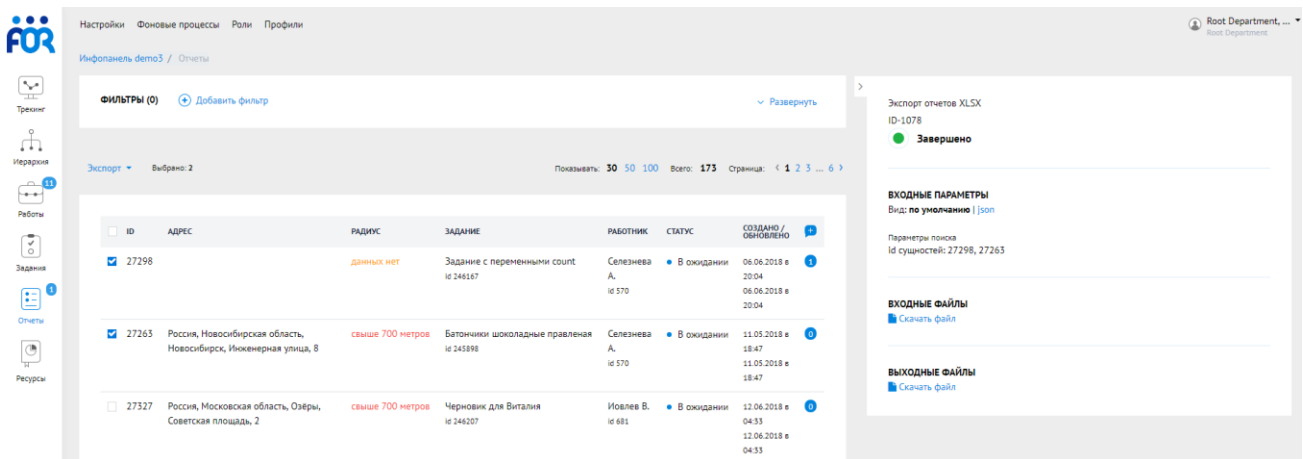 FOR
Настройки Фоновые процессы Роли Профили
Root Department, ...
Root Department
Инфопанель demo3 / Отчеты
Трекинг
Иерархия
11
Работы
Задания
1
Отчеты
Ресурсы
ФИЛЬТРЫ (0) Добавить фильтр Развернуть
Экспорт Выбрано: 2 Показывать: 30 50 100 Всего: 173 Страница: < 1 2 3 ... 6 >
ID АДРЕС РАДИУС ЗАДАНИЕ РАБОТНИК СТАТУС СОЗДАНО /
ОБНОВЛЕНО
27298 данных нет Задание с переменными count Селезнева В ожидании 06.06.2018 в 1
id 246167 А. 20:04
id 570 06.06.2018 в
20:04
27263 Россия, Новосибирская область, свыше 700 метров Батончики шоколадные правленая Селезнева В ожидании 11.05.2018 в 0
Новосибирск, Инженерная улица, 8 id 245898 А. 18:47
id 570 11.05.2018 в
18:47
27327 Россия, Московская область, Озёры, свыше 700 метров Черновик для Виталия Иовлев В. В ожидании 12.06.2018 в 0
Советская площадь, 2 id 246207 id 681 04:33
12.06.2018 в
04:33
>
Экспорт отчетов XLSX
ID-1078
Завершено
ВХОДНЫЕ ПАРАМЕТРЫ
Вид: по умолчанию | json
Параметры поиска
Id сущностей: 27298, 27263
ВХОДНЫЕ ФАЙЛЫ
Скачать файл
ВЫХОДНЫЕ ФАЙЛЫ
Скачать файл